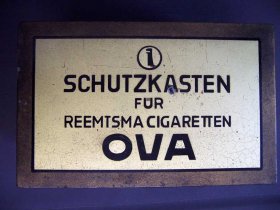 SCHUTZKASTEN
FÜR
REEMTSMA CIGARETTEN
OVA